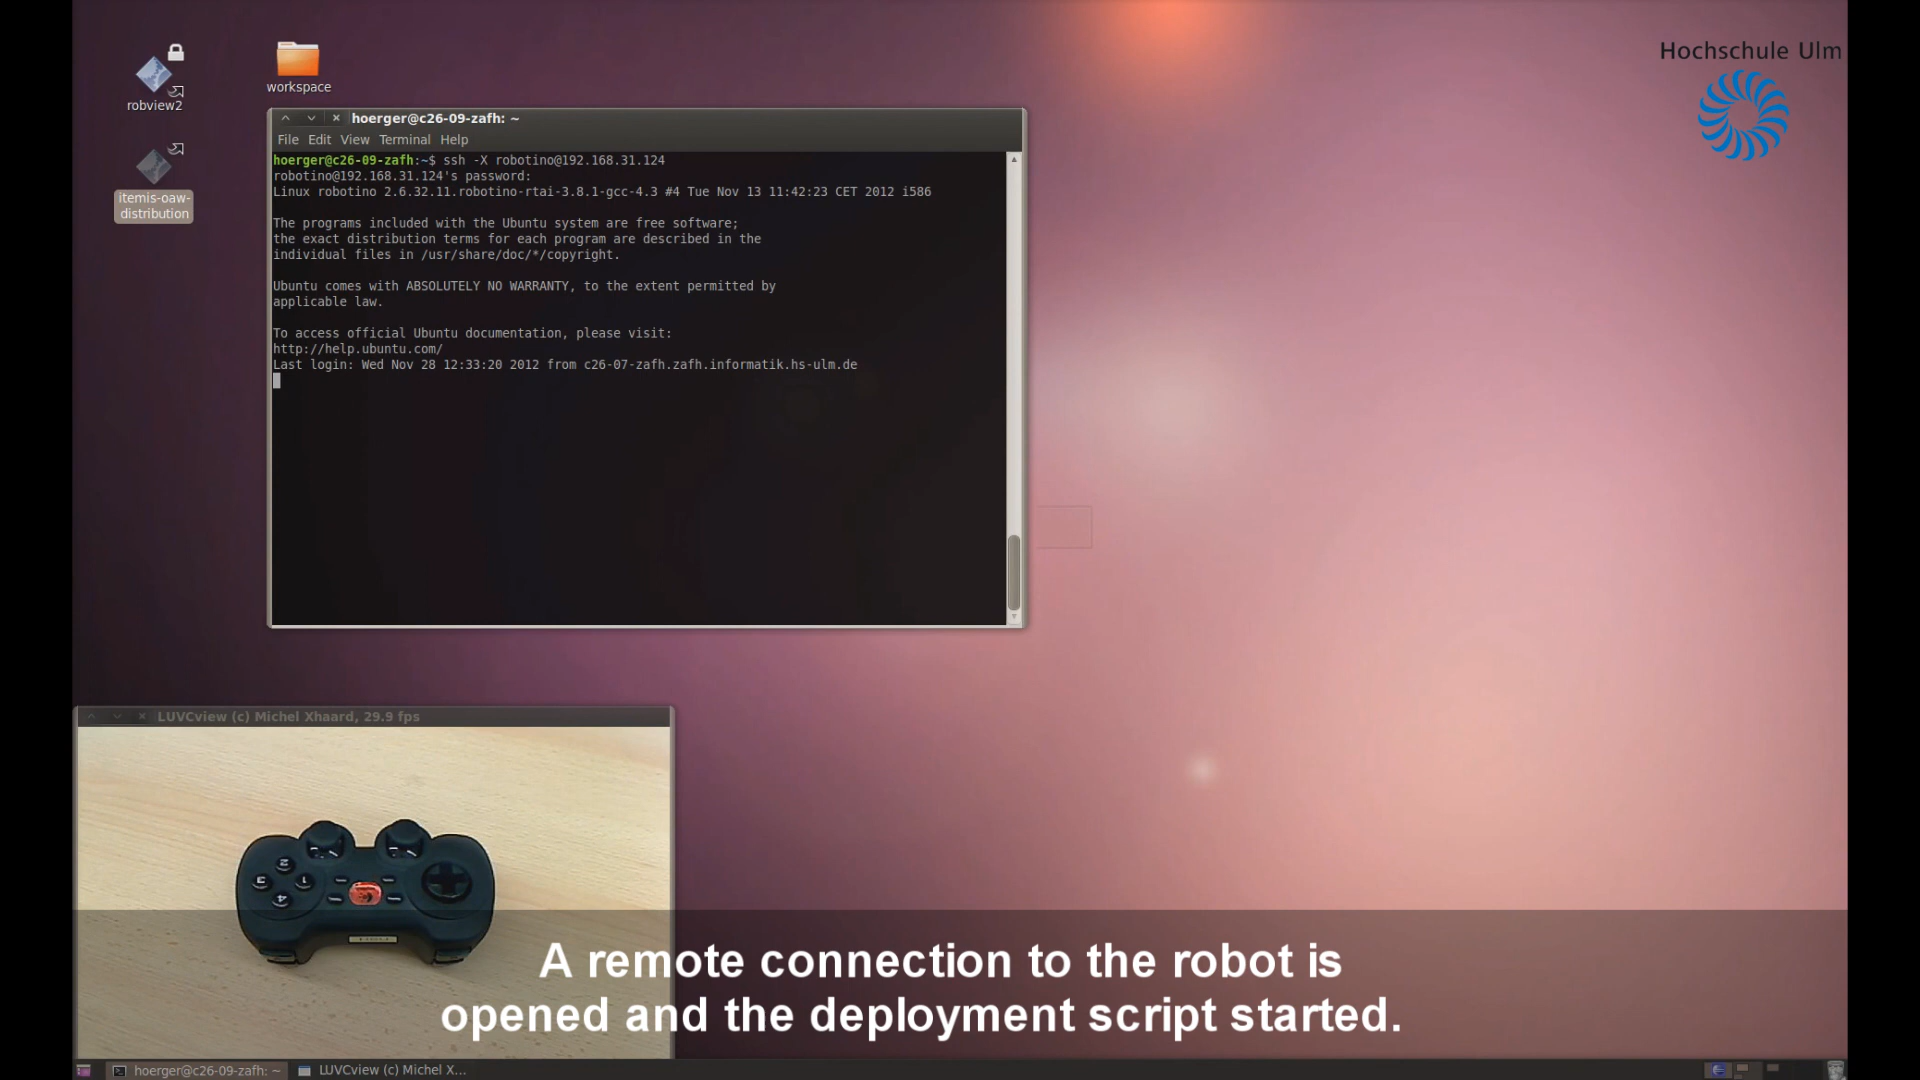 Hochschule Ulm
robview2
workspace
itemis-oaw-
distribution
hoerger@c26-09-zafh: ~
File Edit View Terminal Help
hoerger@c26-09-zafh:~$ ssh -X robotino@192.168.31.124
robotino@192.168.31.124's password:
Linux robotino 2.6.32.11.robotino-rtai-3.8.1-gcc-4.3 #4 Tue Nov 13 11:42:23 CET 2012 i586
The programs included with the Ubuntu system are free software;
the exact distribution terms for each program are described in the
individual files in /usr/share/doc/*/copyright.
Ubuntu comes with ABSOLUTELY NO WARRANTY, to the extent permitted by
applicable law.
To access official Ubuntu documentation, please visit:
http://help.ubuntu.com/
Last login: Wed Nov 28 12:33:20 2012 from c26-07-zafh.zafh.informatik.hs-ulm.de
LUVCview (c) Michel Xhaard, 29.9 fps
2
3
1
4
A remote connection to the robot is
opened and the deployment script started.
hoerger@c26-09-zafh: ~
LUVCview (c) Michel X...